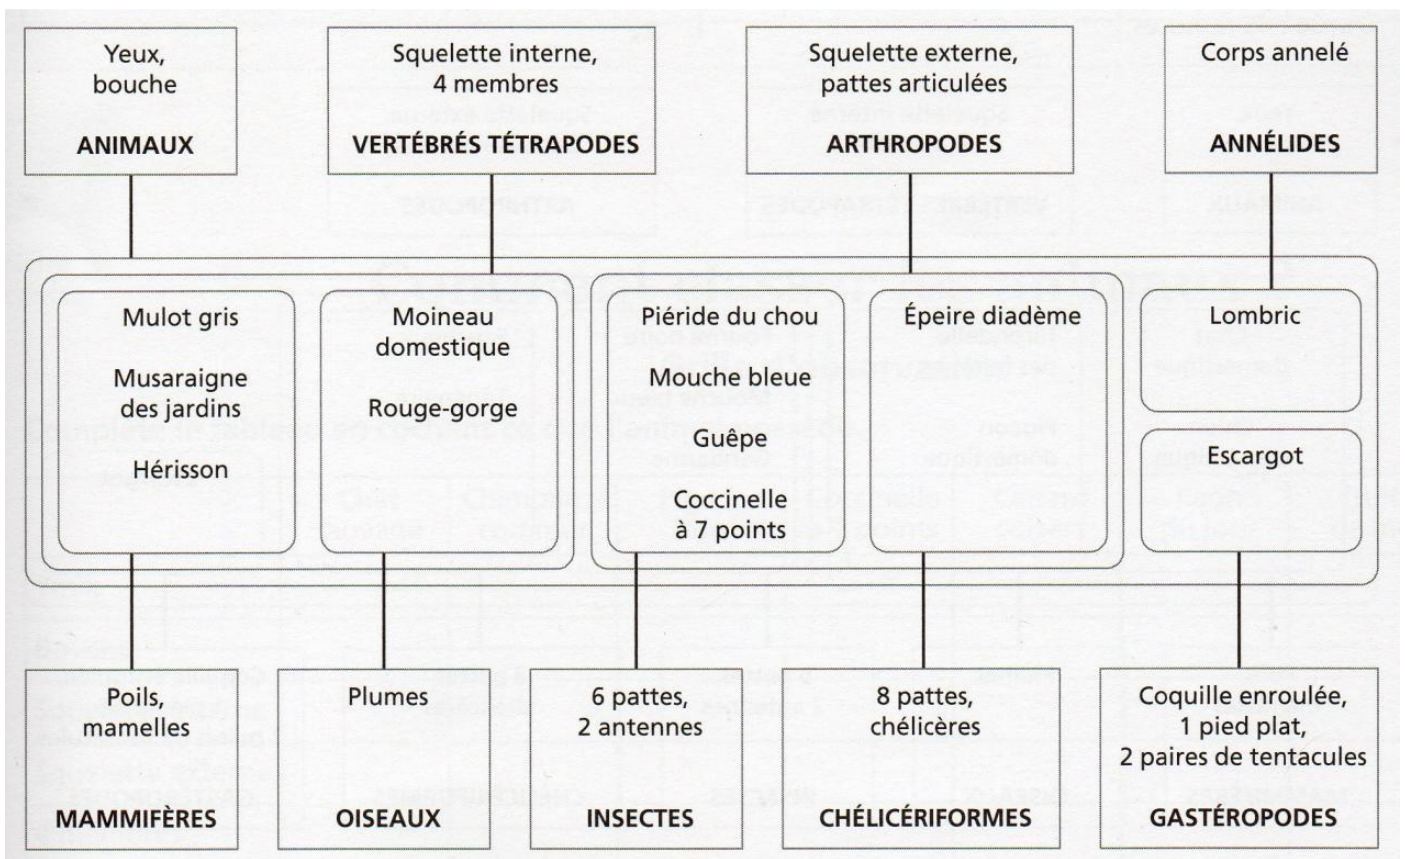 Yeux,
bouche
ANIMAUX
Squelette interne,
4 membres
VERTÉBRÉS TÉTRAPODES
Squelette externe,
pattes articulées
ARTHROPODES
Corps annelé
ANNÉLIDES
Mulot gris
Musaraigne
des jardins
Hérisson
Moineau
domestique
Rouge-gorge
Piéride du chou
Mouche bleue
Guêpe
Coccinelle
à 7 points
Épeire diadème
Lombric
Escargot
Poils,
mamelles
MAMMIFÈRES
Plumes
OISEAUX
6 pattes,
2 antennes
INSECTES
8 pattes,
chélicères
CHÉLICÉRIFORMES
Coquille enroulée,
1 pied plat,
2 paires de tentacules
GASTÉROPODES